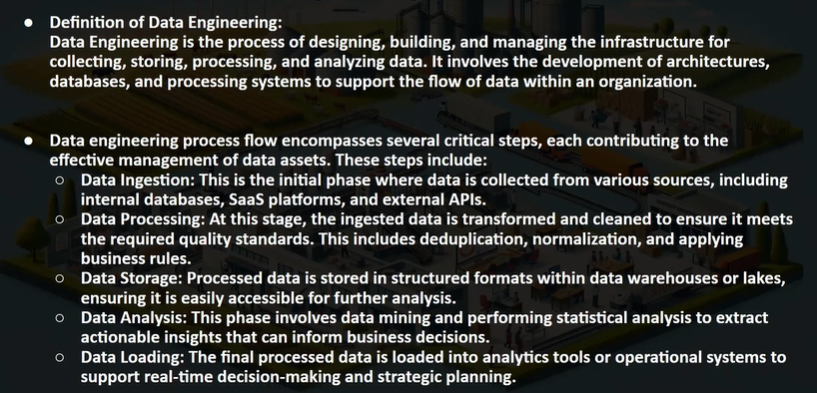 ● Definition of Data Engineering:
Data Engineering is the process of designing, building, and managing the infrastructure for
collecting, storing, processing, and analyzing data. It involves the development of architectures,
databases, and processing systems to support the flow of data within an organization.
● Data engineering process flow encompasses several critical steps, each contributing to the
effective management of data assets. These steps include:
○ Data Ingestion: This is the initial phase where data is collected from various sources, including
internal databases, SaaS platforms, and external APIs.
○ Data Processing: At this stage, the ingested data is transformed and cleaned to ensure it meets
the required quality standards. This includes deduplication, normalization, and applying
business rules.
○ Data Storage: Processed data is stored in structured formats within data warehouses or lakes,
ensuring it is easily accessible for further analysis.
○ Data Analysis: This phase involves data mining and performing statistical analysis to extract
actionable insights that can inform business decisions.
○ Data Loading: The final processed data is loaded into analytics tools or operational systems to
support real-time decision-making and strategic planning.